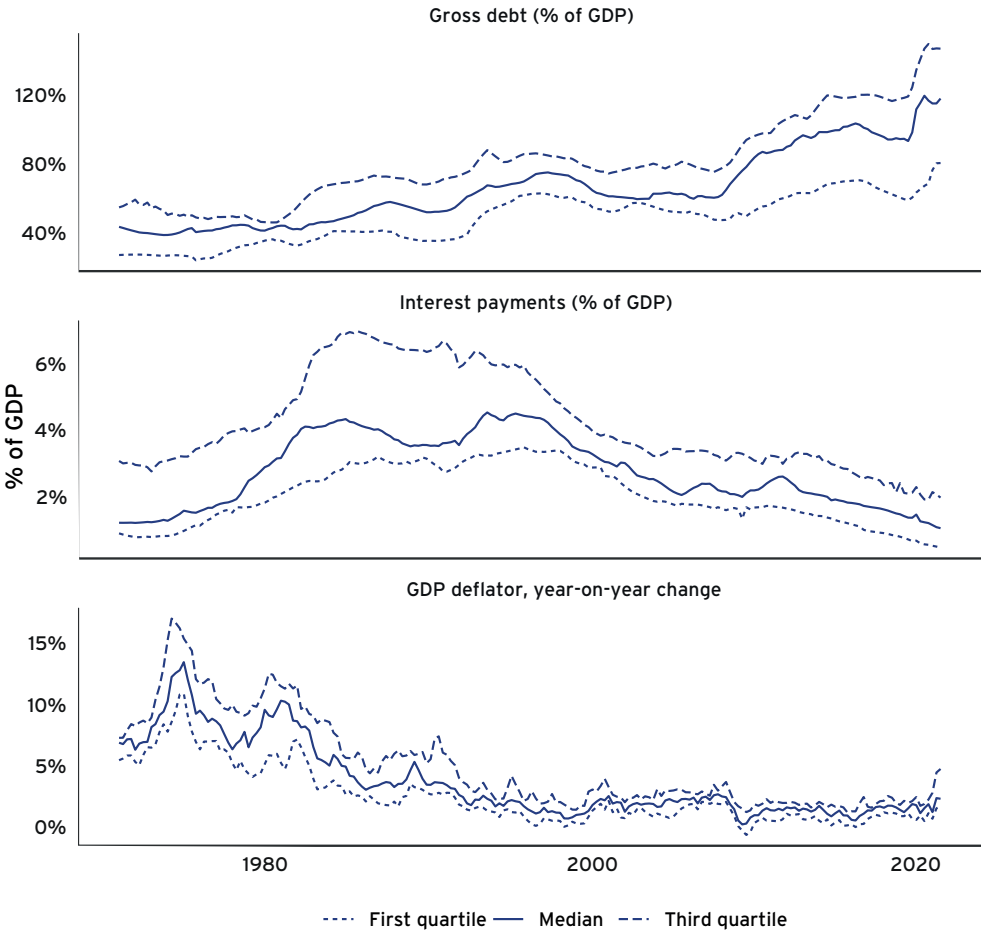 Gross debt (% of GDP)
120%
80%
40%
Interest payments (% of GDP)
% of GDP
6%
4%
2%
GDP deflator, year-on-year change
15%
10%
5%
0%
1980 2000 2020
First quartile Median Third quartile